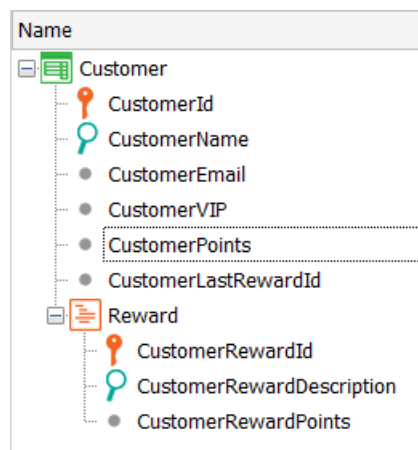 Name
Customer
CustomerId
CustomerName
CustomerEmail
CustomerVIP
CustomerPoints
CustomerLastRewardId
Reward
CustomerRewardId
CustomerRewardDescription
CustomerRewardPoints